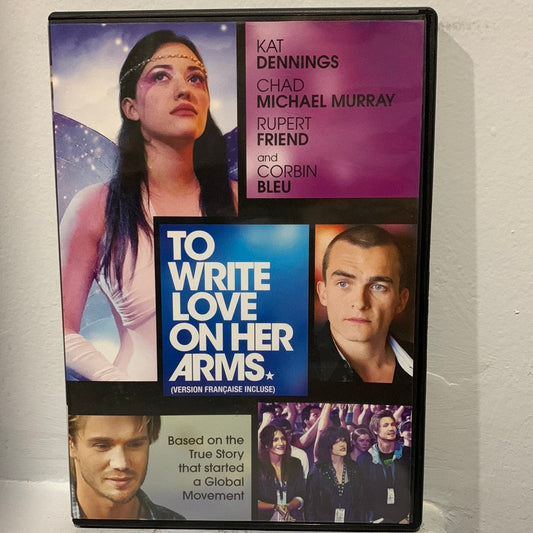 KAT
DENNINGS
CHAD
MICHAEL MURRAY
RUPERT
FRIEND
and
CORBIN
BLEU
TO
WRITE
LOVE
ON HER
ARMS.
(VERSION FRANÇAISE INCLUSE)
Based on the
True Story
that started
a Global
Movement